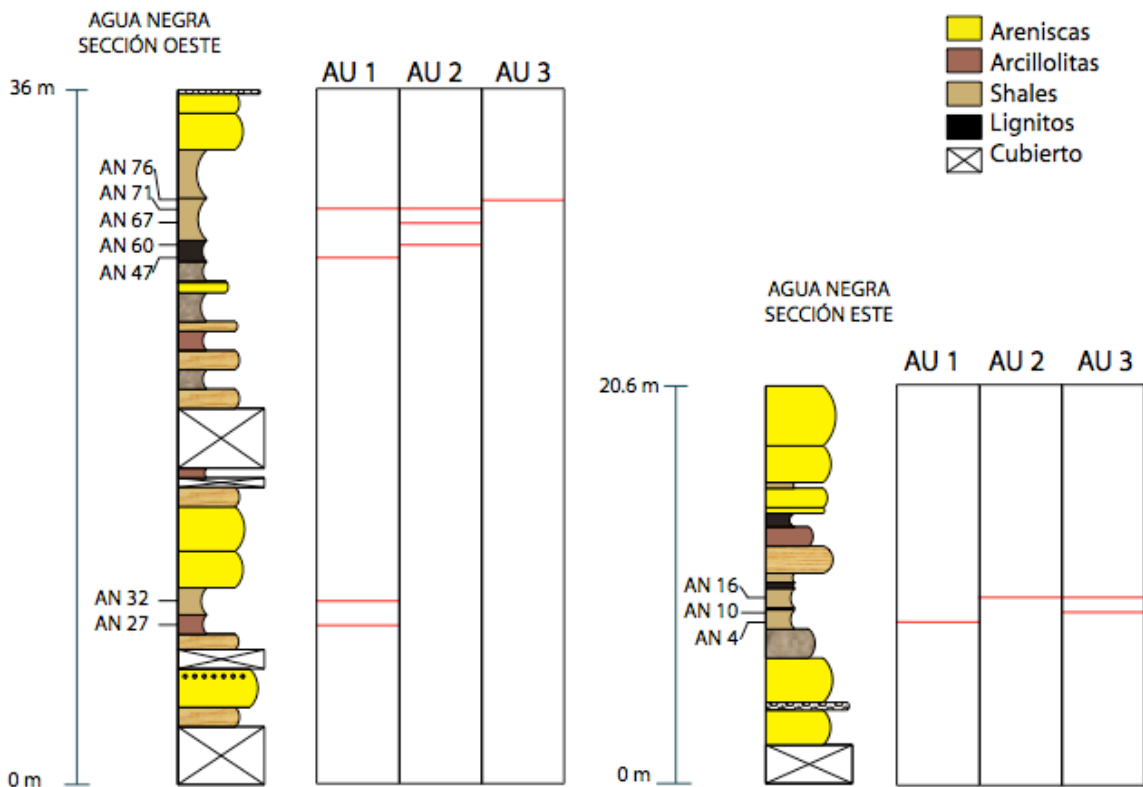 AGUA NEGRA
SECCIÓN OESTE
36 m
AU 1
AU 2
AU 3
AN 76
AN 71
AN 67
AN 60
AN 47
AN 32
AN 27
0 m
Areniscas
Arcillolitas
Shales
Lignitos
Cubierto
AGUA NEGRA
SECCIÓN ESTE
20.6 m
AU 1
AU 2
AU 3
AN 16
AN 10
AN 4
0 m